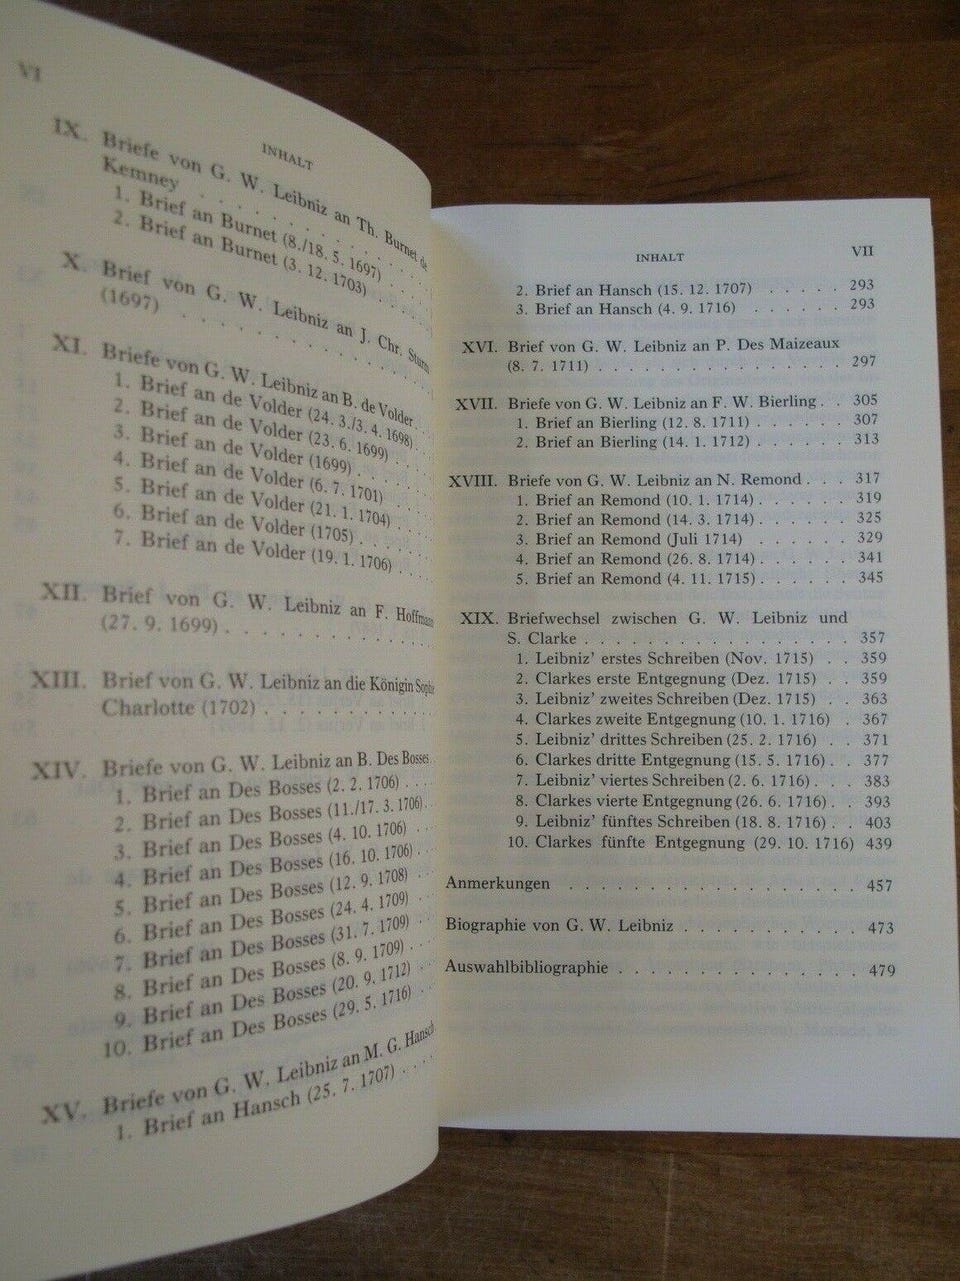 VI
INHALT
IX. Briefe von G. W. Leibniz an Th. Burnet de
Kemney . . . . . . . . . . . . . .
1. Brief an Burnet (8./18. 5. 1697) . . .
2. Brief an Burnet (3. 12. 1703) . . . .
X. Brief von G. W. Leibniz an J. Chr. Sturm
(1697) . . . . . . . . . . . . . .
XI. Briefe von G. W. Leibniz an B. de Volder . .
1. Brief an de Volder (24. 3./3. 4. 1698) . .
2. Brief an de Volder (23. 6. 1699) . . .
3. Brief an de Volder (1699) . . . . . .
4. Brief an de Volder (6. 7. 1701) . . . .
5. Brief an de Volder (21. 1. 1704) . . .
6. Brief an de Volder (1705) . . . . . .
7. Brief an de Volder (19. 1. 1706) . . . .
XII. Brief von G. W. Leibniz an F. Hoffmann
(27. 9. 1699) . . . . . . . . . . . .
XIII. Brief von G. W. Leibniz an die Königin Sophie
Charlotte (1702) . . . . . . . . . . .
XIV. Briefe von G. W. Leibniz an B. Des Bosses . .
1. Brief an Des Bosses (2. 2. 1706) . . .
2. Brief an Des Bosses (11./17. 3. 1706) . .
3. Brief an Des Bosses (4. 10. 1706) . . .
4. Brief an Des Bosses (16. 10. 1706) . . .
5. Brief an Des Bosses (12. 9. 1708) . . .
6. Brief an Des Bosses (24. 4. 1709) . . .
7. Brief an Des Bosses (31. 7. 1709) . . .
8. Brief an Des Bosses (8. 9. 1709) . . .
9. Brief an Des Bosses (20. 9. 1712) . . .
10. Brief an Des Bosses (29. 5. 1716) . . .
XV. Briefe von G. W. Leibniz an M. G. Hansch
1. Brief an Hansch (25. 7. 1707) . . . .
INHALT VII
2. Brief an Hansch (15. 12. 1707) . . . . . 293
3. Brief an Hansch (4. 9. 1716) . . . . . . 293
XVI. Brief von G. W. Leibniz an P. Des Maizeaux
(8. 7. 1711) . . . . . . . . . . . . . . . . 297
XVII. Briefe von G. W. Leibniz an F. W. Bierling . . 305
1. Brief an Bierling (12. 8. 1711) . . . . . . 307
2. Brief an Bierling (14. 1. 1712) . . . . . . 313
XVIII. Briefe von G. W. Leibniz an N. Remond . . . 317
1. Brief an Remond (10. 1. 1714) . . . . . . 319
2. Brief an Remond (14. 3. 1714) . . . . . . 325
3. Brief an Remond (Juli 1714) . . . . . . 329
4. Brief an Remond (26. 8. 1714) . . . . . . 341
5. Brief an Remond (4. 11. 1715) . . . . . . 345
XIX. Briefwechsel zwischen G. W. Leibniz und
S. Clarke . . . . . . . . . . . . . . . . . 357
1. Leibniz’ erstes Schreiben (Nov. 1715) . . 359
2. Clarkes erste Entgegnung (Dez. 1715) . . 359
3. Leibniz’ zweites Schreiben (Dez. 1715) . . 363
4. Clarkes zweite Entgegnung (10. 1. 1716) . 367
5. Leibniz’ drittes Schreiben (25. 2. 1716) . . 371
6. Clarkes dritte Entgegnung (15. 5. 1716) . . 377
7. Leibniz’ viertes Schreiben (2. 6. 1716) . . . 383
8. Clarkes vierte Entgegnung (26. 6. 1716) . . 393
9. Leibniz’ fünftes Schreiben (18. 8. 1716) . . 403
10. Clarkes fünfte Entgegnung (29. 10. 1716) 439
Anmerkungen . . . . . . . . . . . . . . . . . 457
Biographie von G. W. Leibniz . . . . . . . . . . . 473
Auswahlbibliographie . . . . . . . . . . . . . . . 479